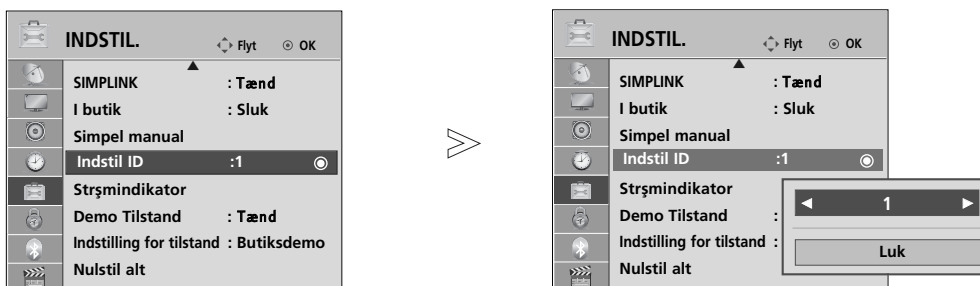 INDSTIL.
Flyt OK
SIMPLINK : Tænd
I butik : Sluk
Simpel manual
Indstil ID :1
Strşmindikator
Demo Tilstand : Tænd
Indstilling for tilstand : Butiksdemo
Nulstil alt
INDSTIL.
Flyt OK
SIMPLINK : Tænd
I butik : Sluk
Simpel manual
Indstil ID :1
Strşmindikator
Demo Tilstand :
Indstilling for tilstand :
Nulstil alt
◄ 1 ►
Luk